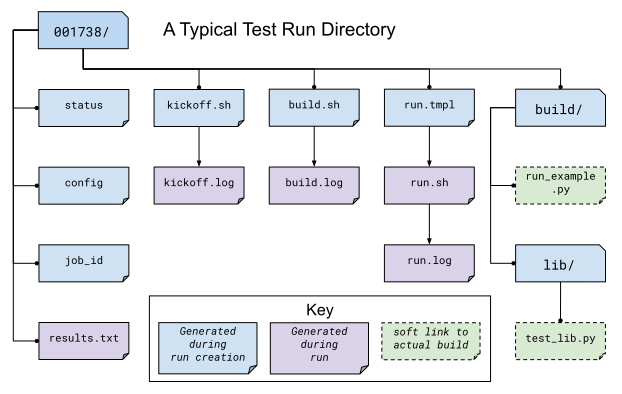 001738/
A Typical Test Run Directory
status
kickoff.sh
build.sh
run.tmpl
build/
config
kickoff.log
build.log
run.sh
run_example
.py
job_id
run.log
lib/
results.txt
test_lib.py
Key
Generated
during
run creation
Generated
during
run
soft link to
actual build